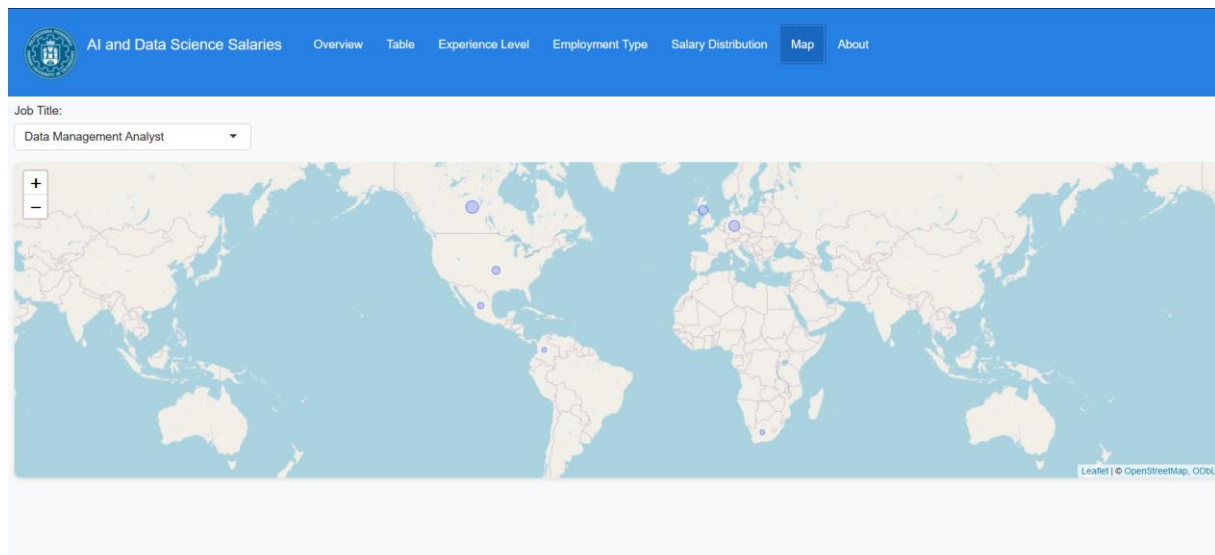 AI and Data Science Salaries Overview Table Experience Level Employment Type Salary Distribution Map About
Job Title:
Data Management Analyst
+
−
Leaflet | © OpenStreetMap, ODbL